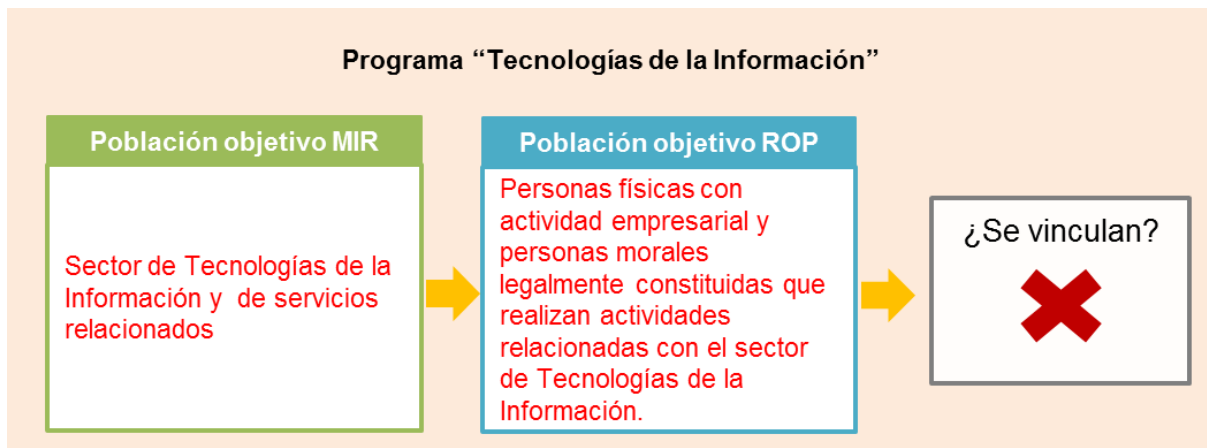 Programa “Tecnologías de la Información”
Población objetivo MIR
Sector de Tecnologías de la
Información y de servicios
relacionados
Población objetivo ROP
Personas físicas con
actividad empresarial y
personas morales
legalmente constituidas que
realizan actividades
relacionadas con el sector
de Tecnologías de la
Información.
¿Se vinculan?